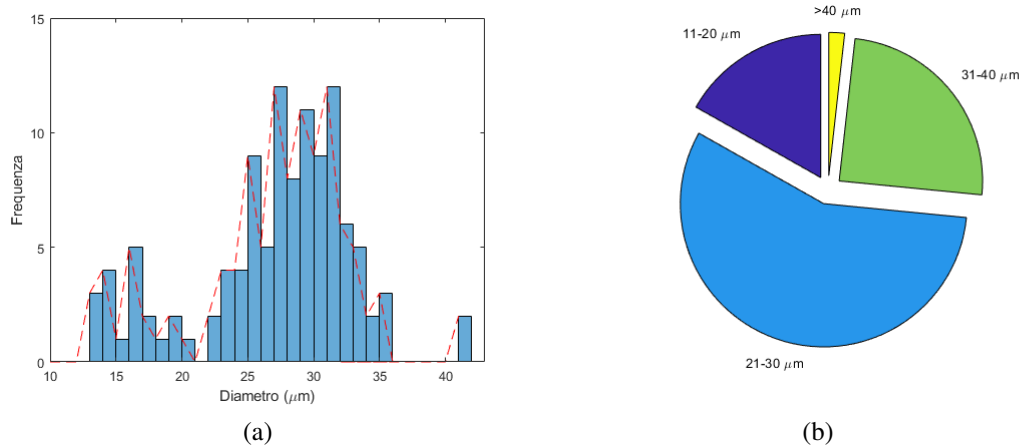 15
10
5
0
10
15
20
25
30
35
40
Frequenza
Diametro (μm)
(a)
>40 μm
11-20 μm
31-40 μm
21-30 μm
(b)